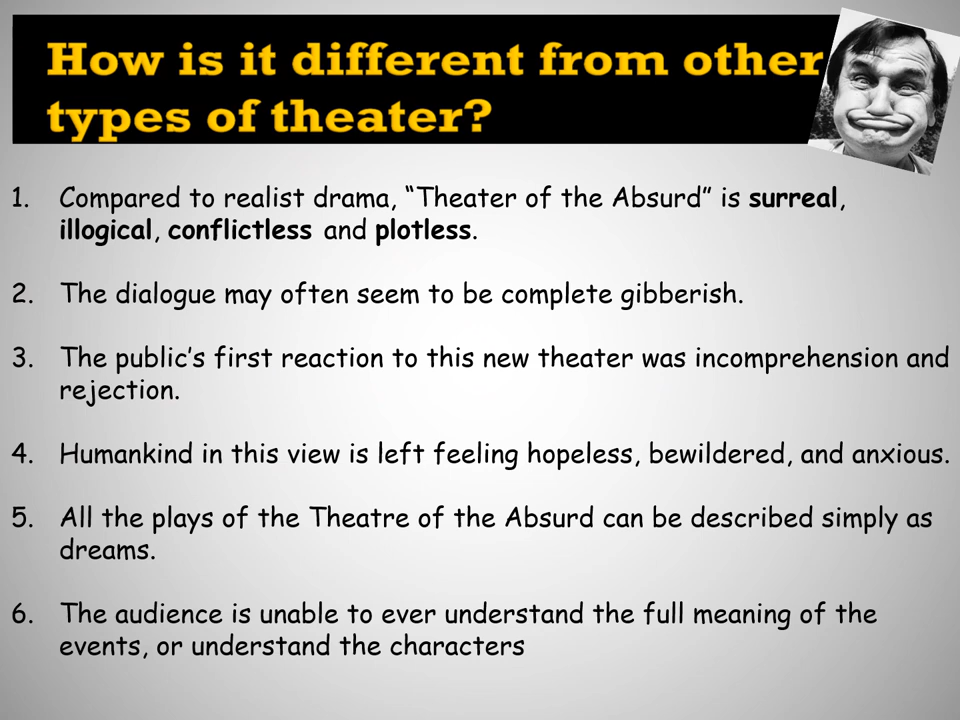 How is it different from other
types of theater?
1. Compared to realist drama, “Theater of the Absurd” is surreal,
illogical, conflictless and plotless.
2. The dialogue may often seem to be complete gibberish.
3. The public’s first reaction to this new theater was incomprehension and
rejection.
4. Humankind in this view is left feeling hopeless, bewildered, and anxious.
5. All the plays of the Theatre of the Absurd can be described simply as
dreams.
6. The audience is unable to ever understand the full meaning of the
events, or understand the characters